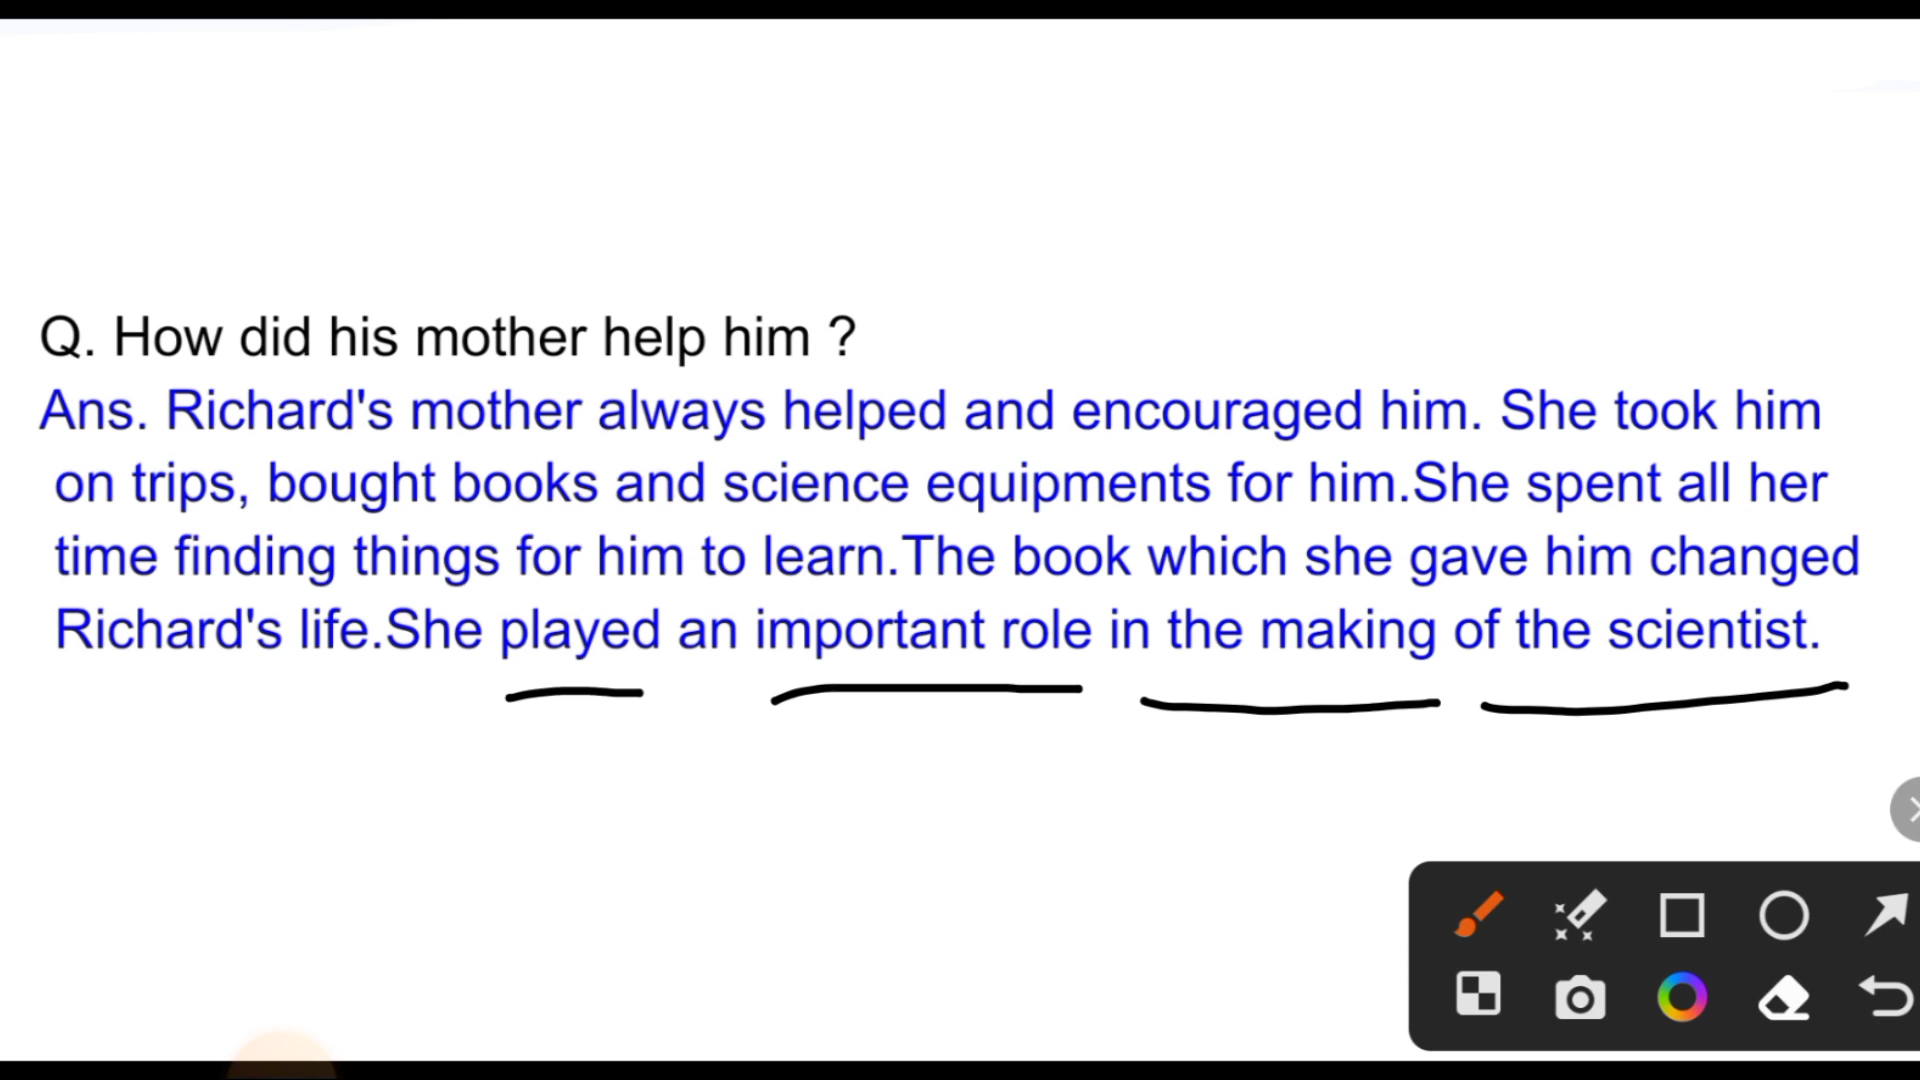 Q. How did his mother help him ?
Ans. Richard's mother always helped and encouraged him. She took him
on trips, bought books and science equipments for him.She spent all her
time finding things for him to learn.The book which she gave him changed
Richard's life.She played an important role in the making of the scientist.